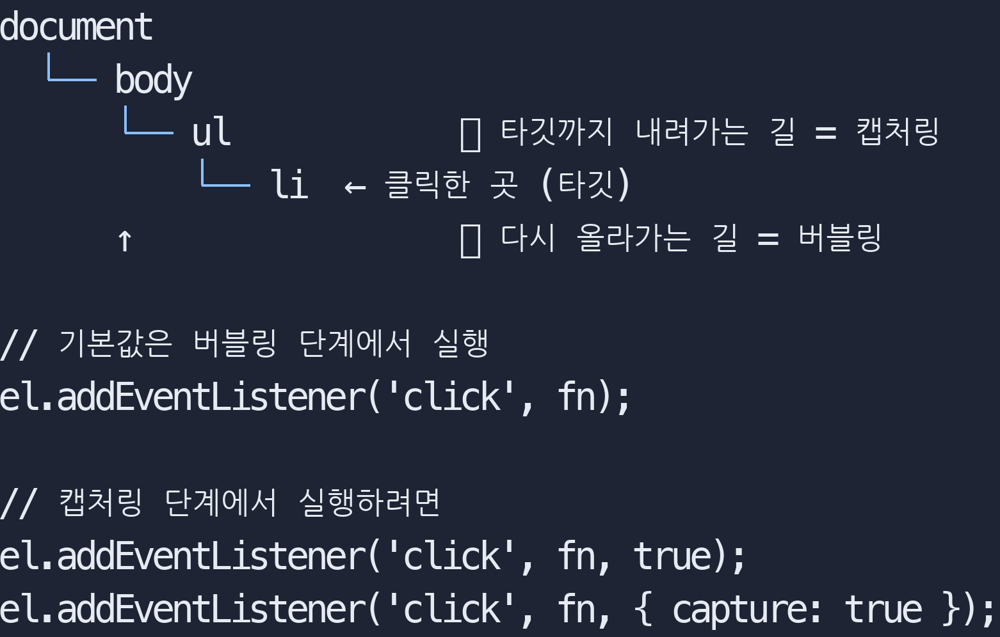 document
└── body
└── ul □ 타깃까지 내려가는 길 = 캡처링
└── li ← 클릭한 곳 (타깃)
↑ □ 다시 올라가는 길 = 버블링
// 기본값은 버블링 단계에서 실행
el.addEventListener('click', fn);
// 캡처링 단계에서 실행하려면
el.addEventListener('click', fn, true);
el.addEventListener('click', fn, { capture: true });